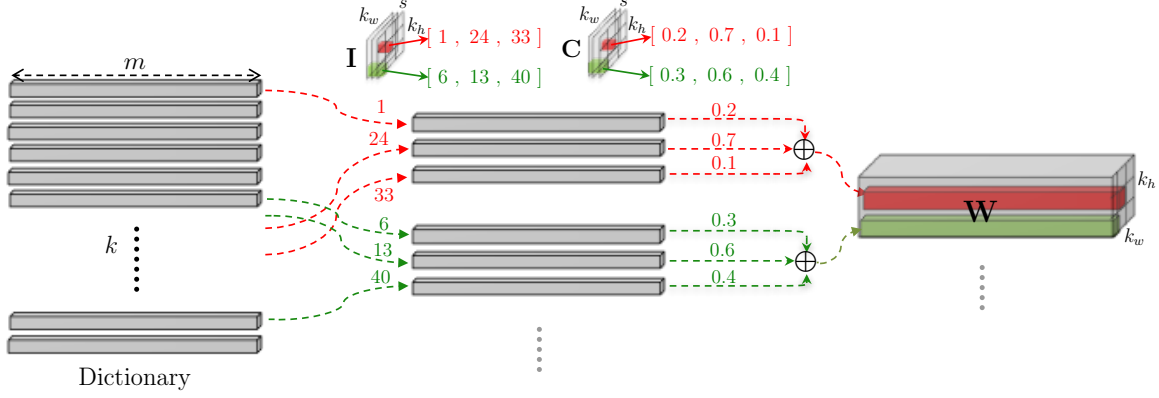 m
k
Dictionary
I
k_w
s
k_h
[ 1 , 24 , 33 ]
[ 6 , 13 , 40 ]
C
k_w
s
k_h
[ 0.2 , 0.7 , 0.1 ]
[ 0.3 , 0.6 , 0.4 ]
1
24
33
6
13
40
0.2
0.7
0.1
0.3
0.6
0.4
W
k_h
k_w